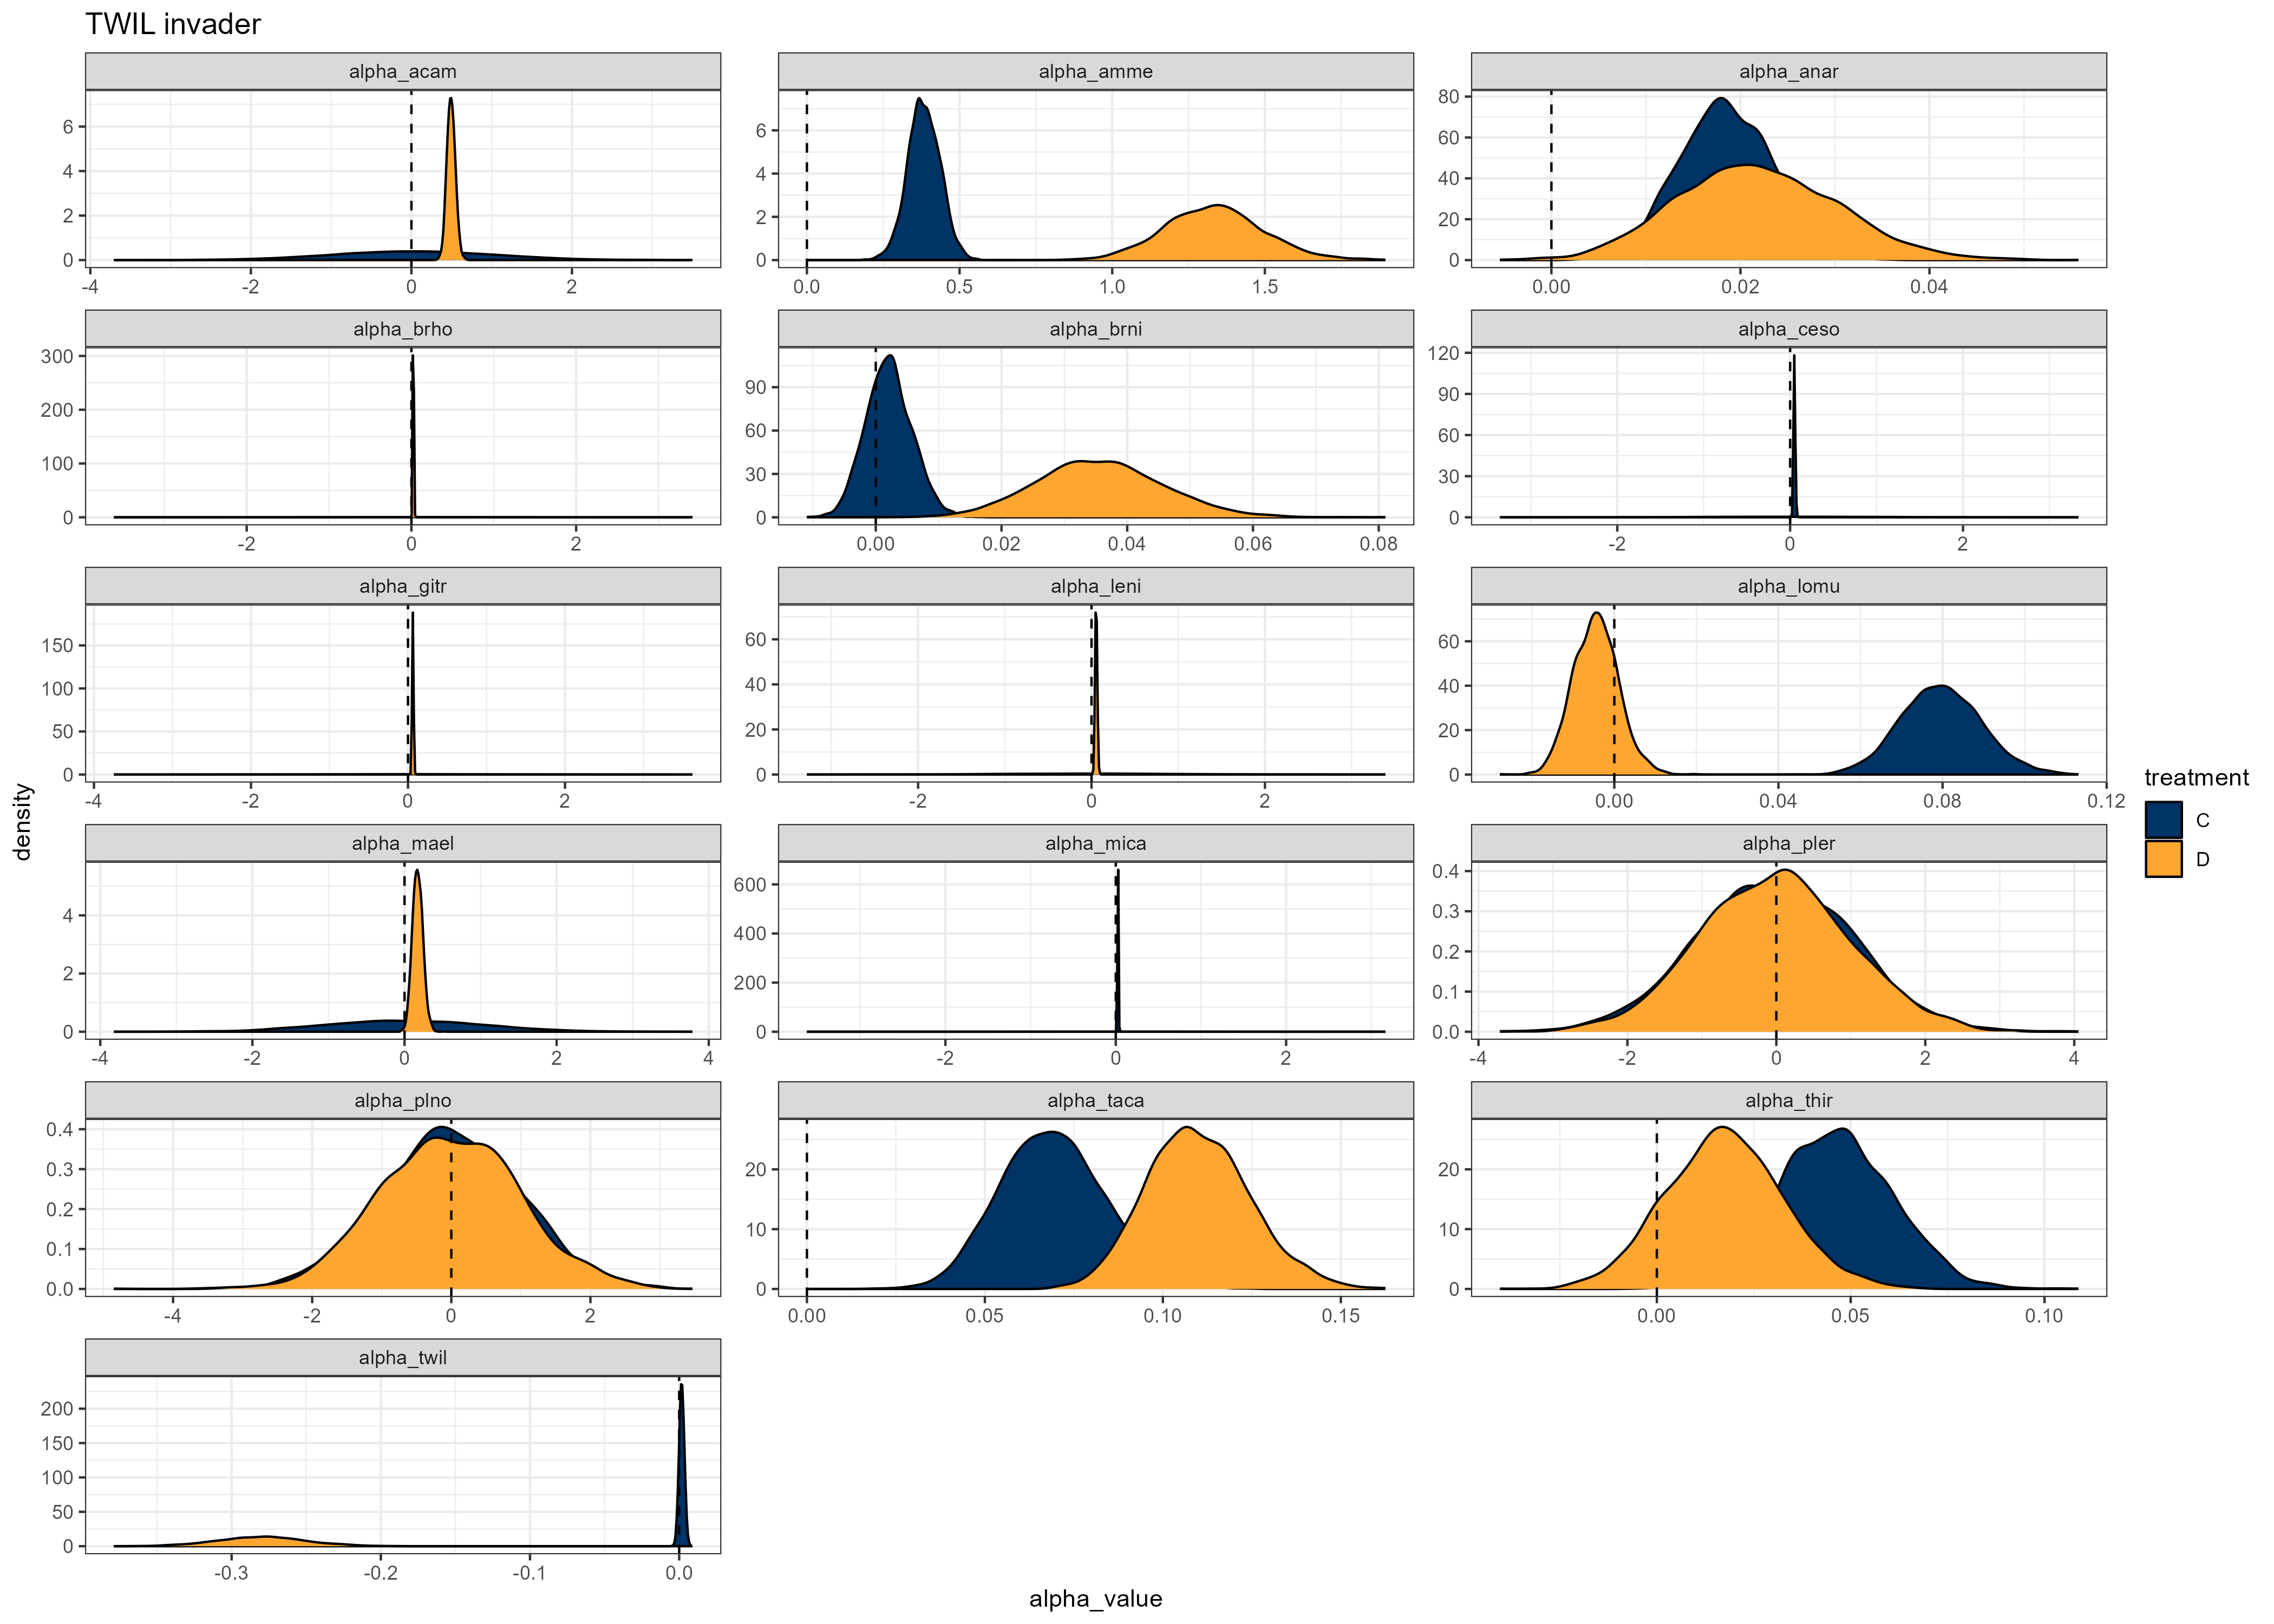 TWIL invader
alpha_acam alpha_amme alpha_anar
6
4
2
0
-4 -2 0 2
6
4
2
0
0.0 0.5 1.0 1.5
80
60
40
20
0
0.00 0.02 0.04
alpha_brho alpha_brni alpha_ceso
300
200
100
0
-2 0 2
90
60
30
0
0.00 0.02 0.04 0.06 0.08
120
90
60
30
0
-2 0 2
alpha_gitr alpha_leni alpha_lomu
150
100
50
0
-4 -2 0 2
60
40
20
0
-2 0 2
60
40
20
0
0.00 0.04 0.08 0.12
alpha_mael alpha_mica alpha_pler
4
2
0
-4 -2 0 2 4
600
400
200
0
-2 0 2
0.4
0.3
0.2
0.1
0.0
-4 -2 0 2 4
alpha_plno alpha_taca alpha_thir
0.4
0.3
0.2
0.1
0.0
-4 -2 0 2
20
10
0
0.00 0.05 0.10 0.15
20
10
0
0.00 0.05 0.10
alpha_twil
200
150
100
50
0
-0.3 -0.2 -0.1 0.0
density
alpha_value
treatment
C
D